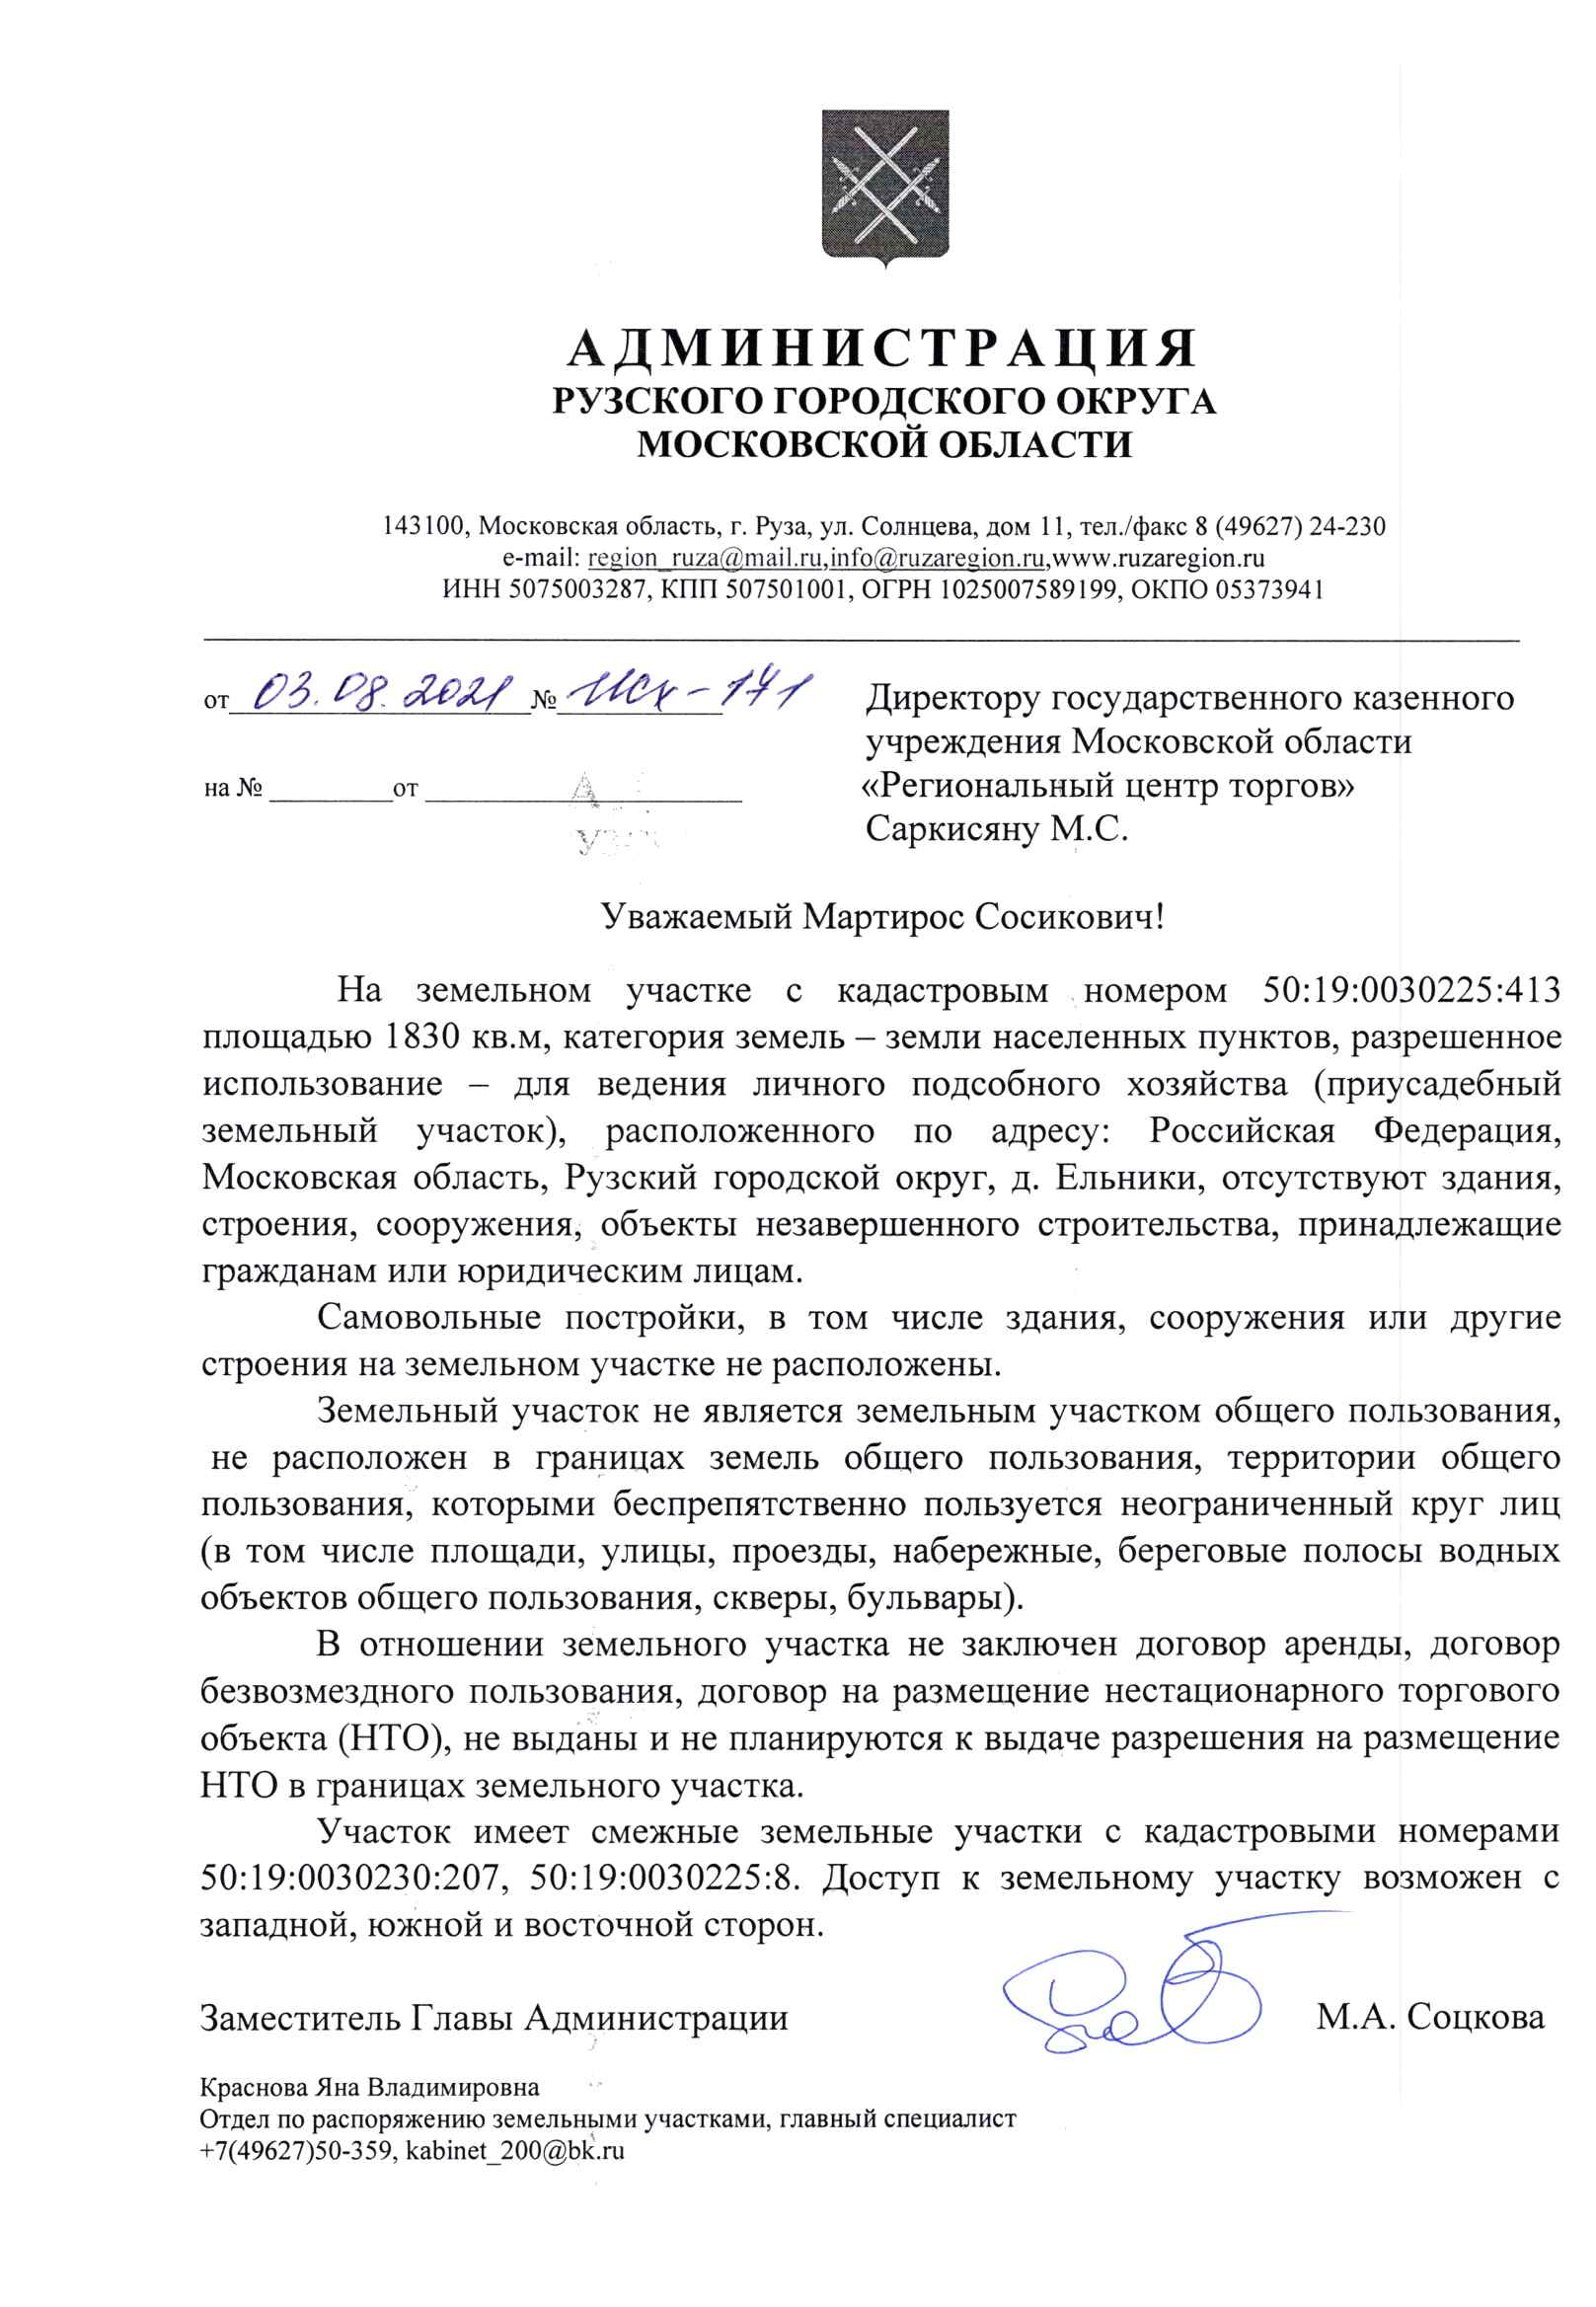 АДМИНИСТРАЦИЯ
РУЗСКОГО ГОРОДСКОГО ОКРУГА
МОСКОВСКОЙ ОБЛАСТИ
143100, Московская область, г. Руза, ул. Солнцева, дом 11, тел./факс 8 (49627) 24-230
e-mail: region_ruza@mail.ru,info@ruzaregion.ru,www.ruzaregion.ru
ИНН 5075003287, КПП 507501001, ОГРН 1025007589199, ОКПО 05373941
от 03.08.2021 № Исх-171
на № __________ от __________
Директору государственного казенного
учреждения Московской области
«Региональный центр торгов»
Саркисяну М.С.
Уважаемый Мартирос Сосикович!
На земельном участке с кадастровым номером 50:19:0030225:413
площадью 1830 кв.м, категория земель – земли населенных пунктов, разрешенное
использование – для ведения личного подсобного хозяйства (приусадебный
земельный участок), расположенного по адресу: Российская Федерация,
Московская область, Рузский городской округ, д. Ельники, отсутствуют здания,
строения, сооружения, объекты незавершенного строительства, принадлежащие
гражданам или юридическим лицам.
Самовольные постройки, в том числе здания, сооружения или другие
строения на земельном участке не расположены.
Земельный участок не является земельным участком общего пользования,
не расположен в границах земель общего пользования, территории общего
пользования, которыми беспрепятственно пользуется неограниченный круг лиц
(в том числе площади, улицы, проезды, набережные, береговые полосы водных
объектов общего пользования, скверы, бульвары).
В отношении земельного участка не заключен договор аренды, договор
безвозмездного пользования, договор на размещение нестационарного торгового
объекта (НТО), не выданы и не планируются к выдаче разрешения на размещение
НТО в границах земельного участка.
Участок имеет смежные земельные участки с кадастровыми номерами
50:19:0030230:207, 50:19:0030225:8. Доступ к земельному участку возможен с
западной, южной и восточной сторон.
Заместитель Главы Администрации
М.А. Соцкова
Краснова Яна Владимировна
Отдел по распоряжению земельными участками, главный специалист
+7(49627)50-359, kabinet_200@bk.ru